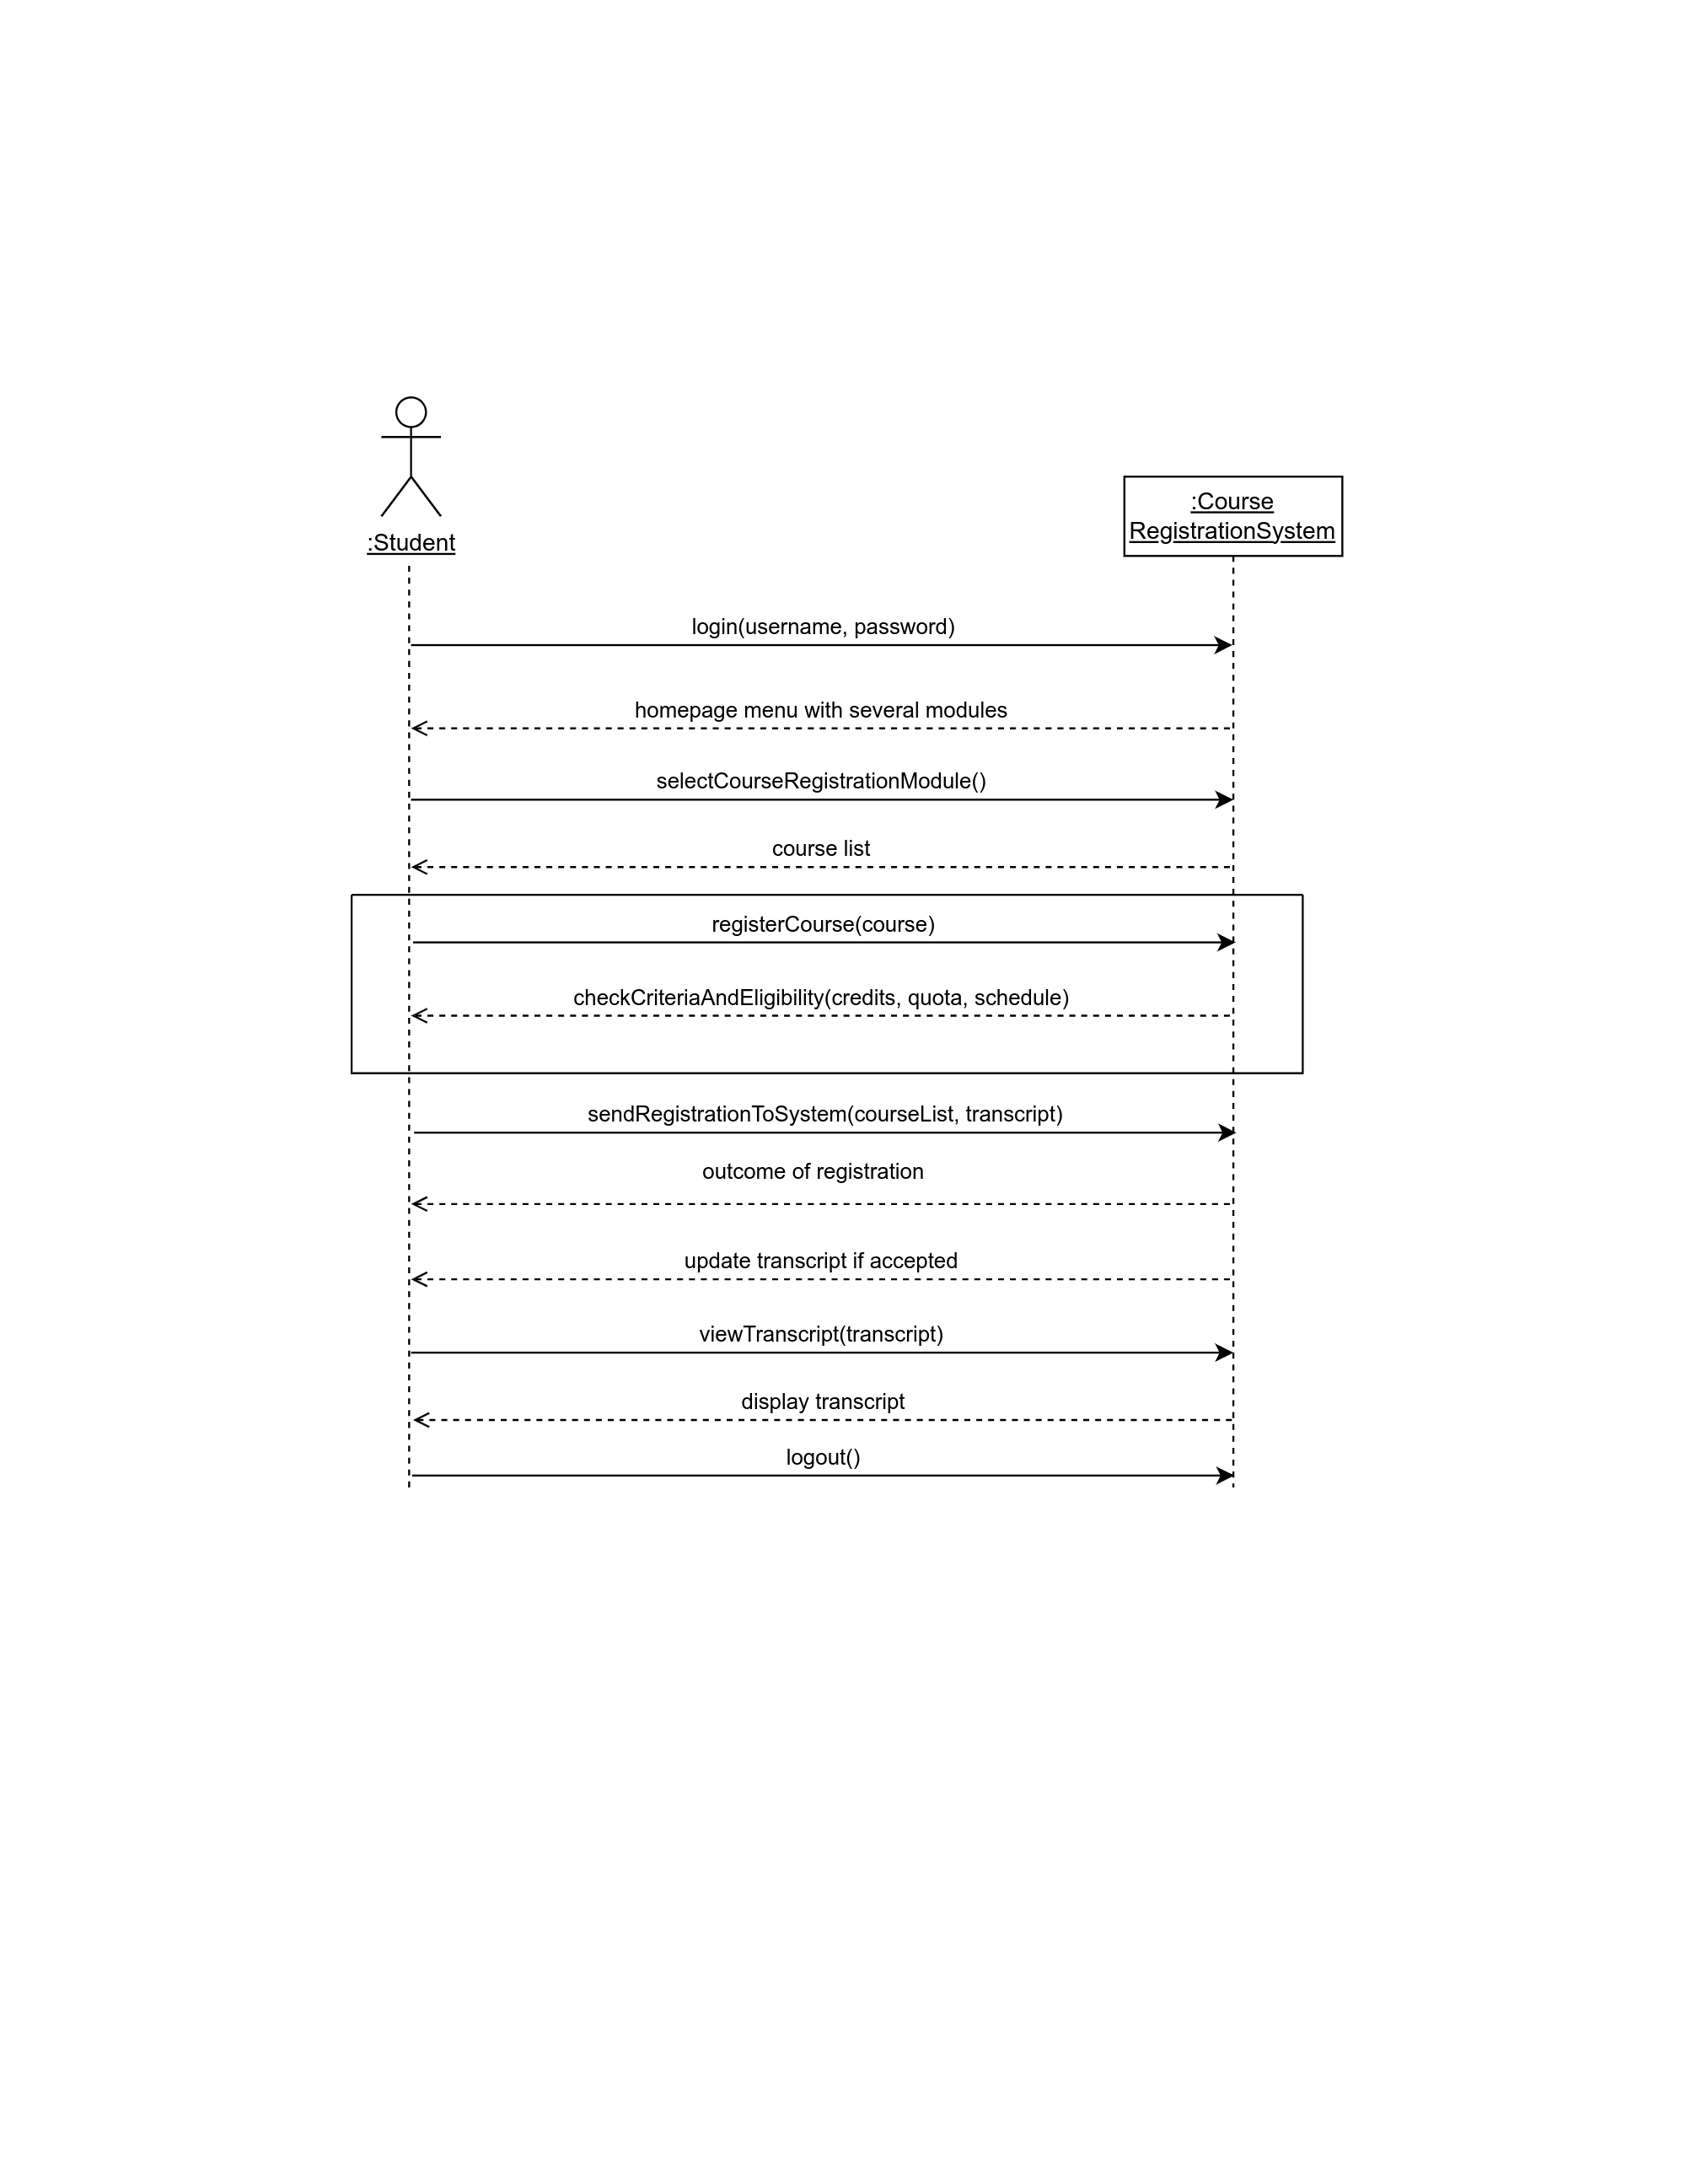 :Student
:Course
RegistrationSystem
login(username, password)
homepage menu with several modules
selectCourseRegistrationModule()
course list
registerCourse(course)
checkCriteriaAndEligibility(credits, quota, schedule)
sendRegistrationToSystem(courseList, transcript)
outcome of registration
update transcript if accepted
viewTranscript(transcript)
display transcript
logout()